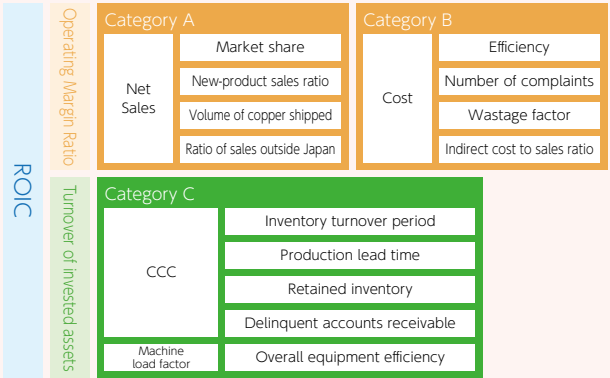 ROIC
Operating Margin Ratio
Category A
Net
Sales
Market share
New-product sales ratio
Volume of copper shipped
Ratio of sales outside Japan
Category B
Cost
Efficiency
Number of complaints
Wastage factor
Indirect cost to sales ratio
Turnover of invested assets
Category C
CCC
Inventory turnover period
Production lead time
Retained inventory
Delinquent accounts receivable
Machine
load factor
Overall equipment efficiency